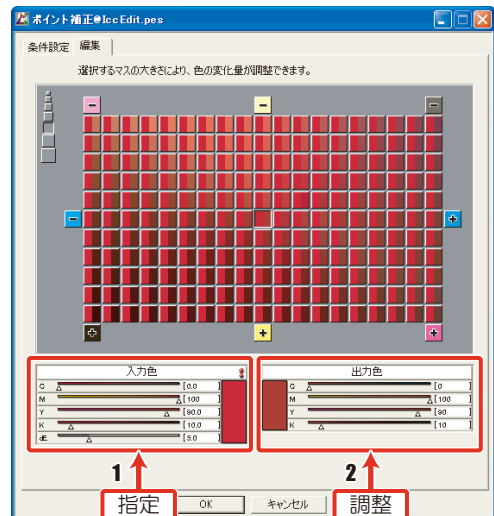 ポイント補正@IccEdit.pes
条件設定 編集
選択するマスの大きさにより、色の変化量が調整できます。
入力色
C [0.0 ]
M [100 ]
Y [90.0 ]
K [10.0 ]
dE [5.0 ]
出力色
C [0 ]
M [100 ]
Y [90 ]
K [10 ]
1
指定
OK
キャンセル
2
調整